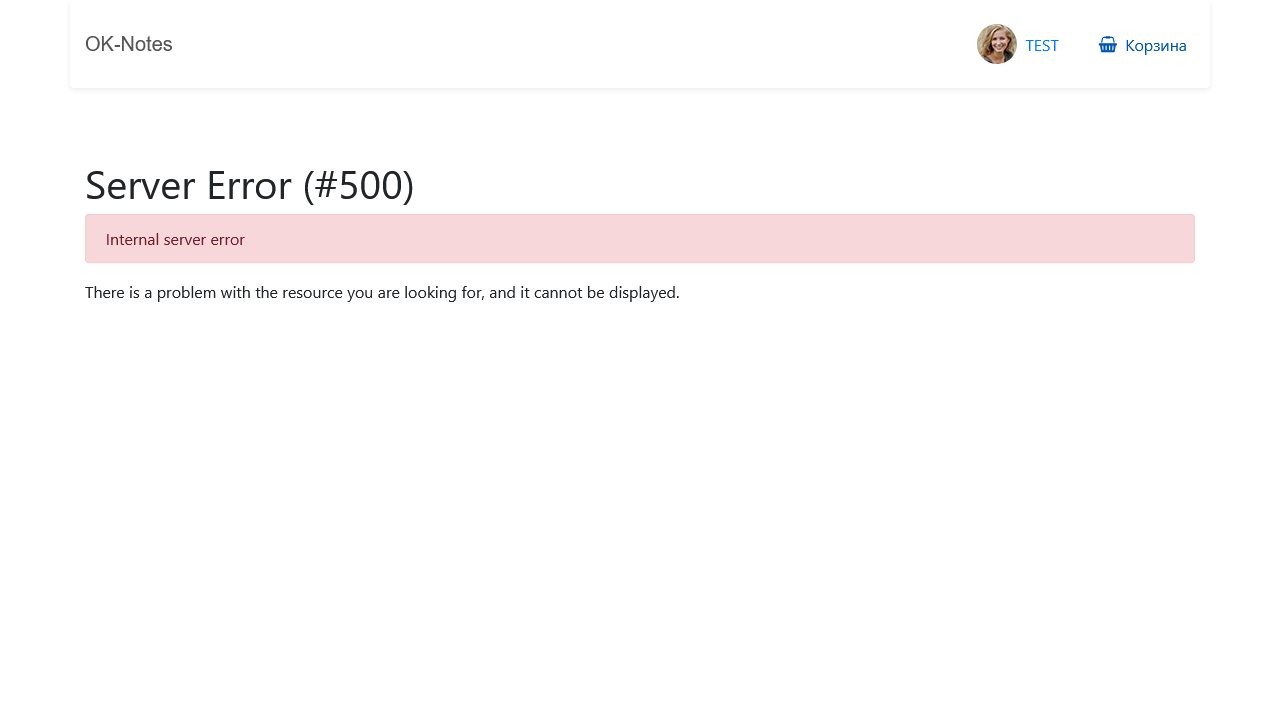 OK-Notes
TEST
Корзина
Server Error (#500)
Internal server error
There is a problem with the resource you are looking for, and it cannot be displayed.